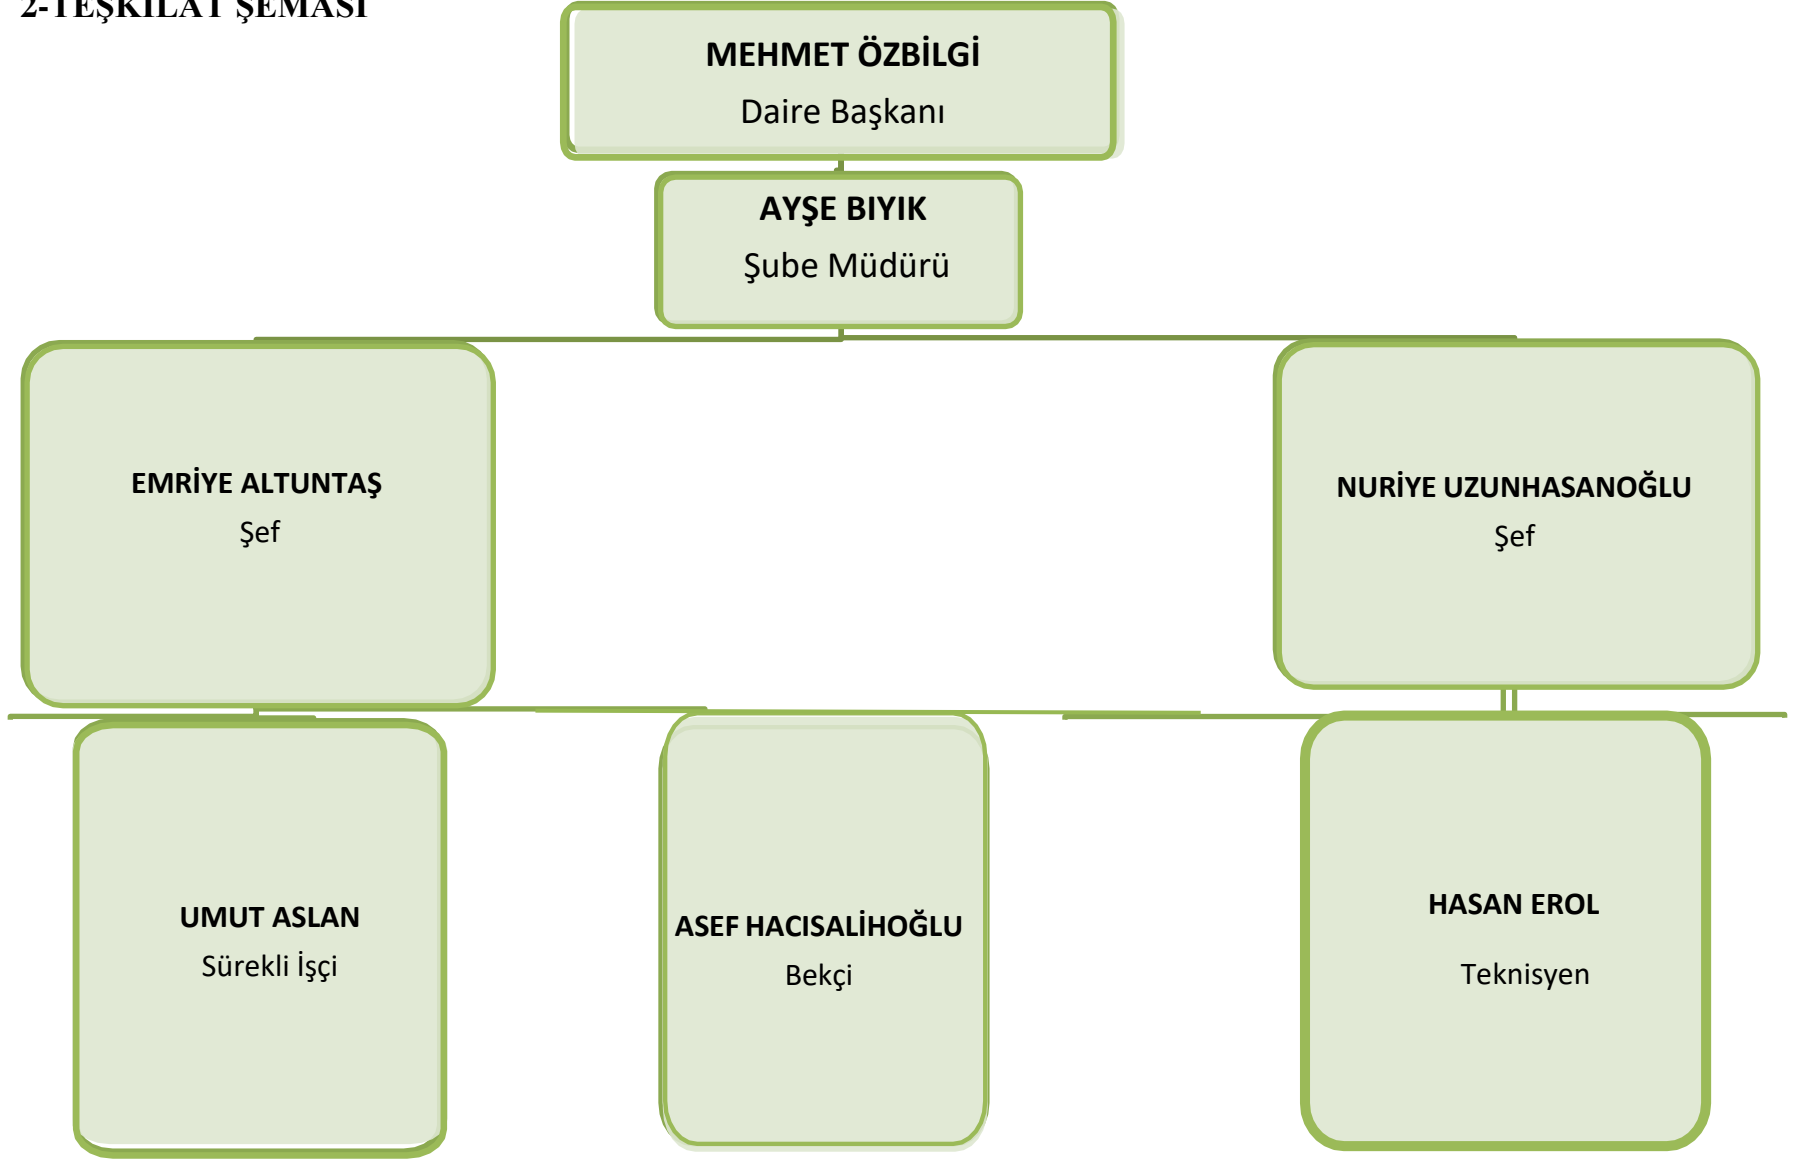 2-TEŞKİLAT ŞEMASI
MEHMET ÖZBİLGİ
Daire Başkanı
AYŞE BIYIK
Şube Müdürü
EMRİYE ALTUNTAŞ
Şef
NURİYE UZUNHASANOĞLU
Şef
UMUT ASLAN
Sürekli İşçi
ASEF HACISALİHOĞLU
Bekçi
HASAN EROL
Teknisyen